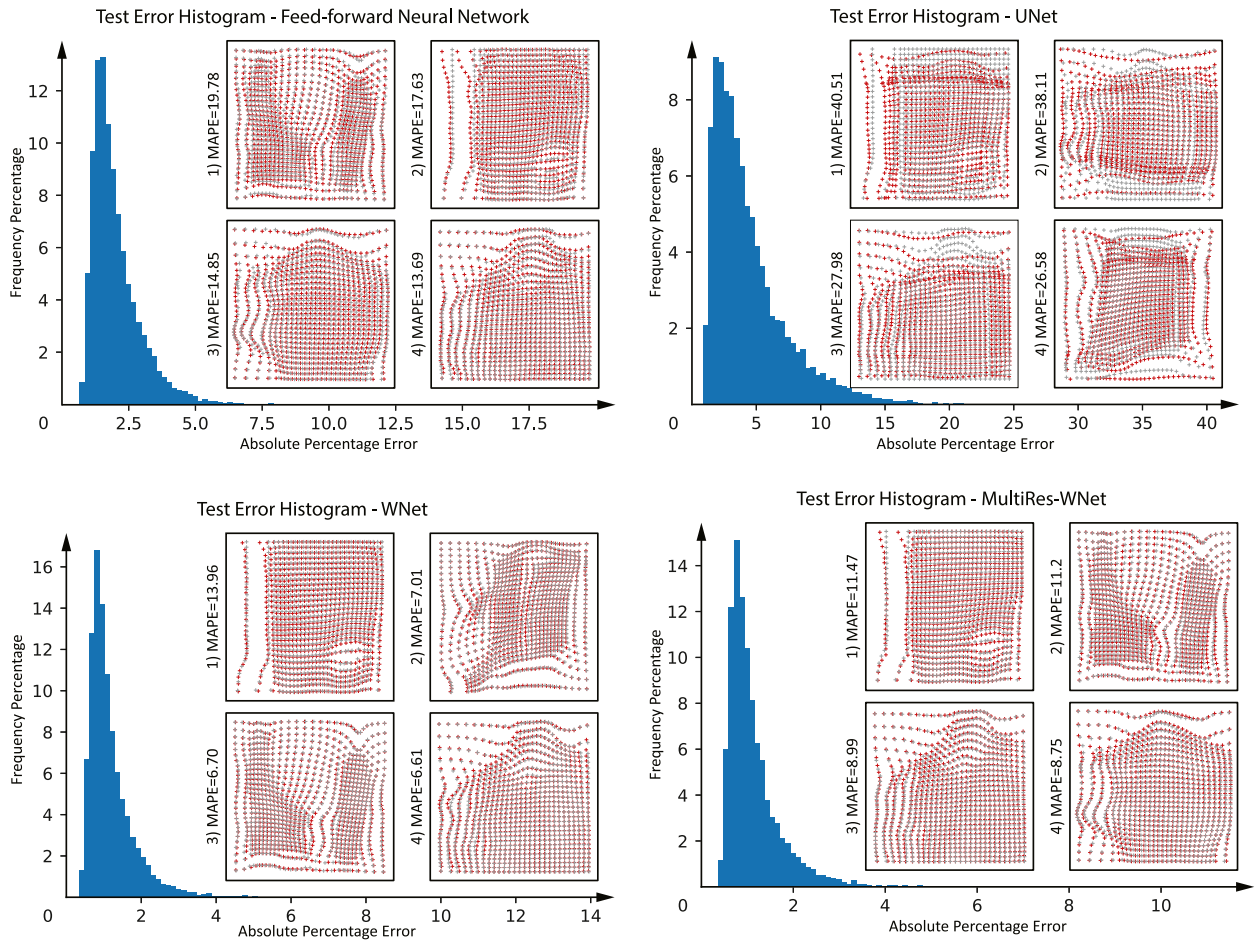 Test Error Histogram - Feed-forward Neural Network
Frequency Percentage
12
10
8
6
4
2
0
1) MAPE=19.78
2) MAPE=17.63
3) MAPE=14.85
4) MAPE=13.69
2.5
5.0
7.5
10.0
12.5
15.0
17.5
Absolute Percentage Error
Test Error Histogram - UNet
Frequency Percentage
8
6
4
2
0
1) MAPE=40.51
2) MAPE=38.11
3) MAPE=27.98
4) MAPE=26.58
5
10
15
20
25
30
35
40
Absolute Percentage Error
Test Error Histogram - WNet
Frequency Percentage
16
14
12
10
8
6
4
2
0
1) MAPE=13.96
2) MAPE=7.01
3) MAPE=6.70
4) MAPE=6.61
2
4
6
8
10
12
14
Absolute Percentage Error
Test Error Histogram - MultiRes-WNet
Frequency Percentage
14
12
10
8
6
4
2
0
1) MAPE=11.47
2) MAPE=11.2
3) MAPE=8.99
4) MAPE=8.75
2
4
6
8
10
Absolute Percentage Error